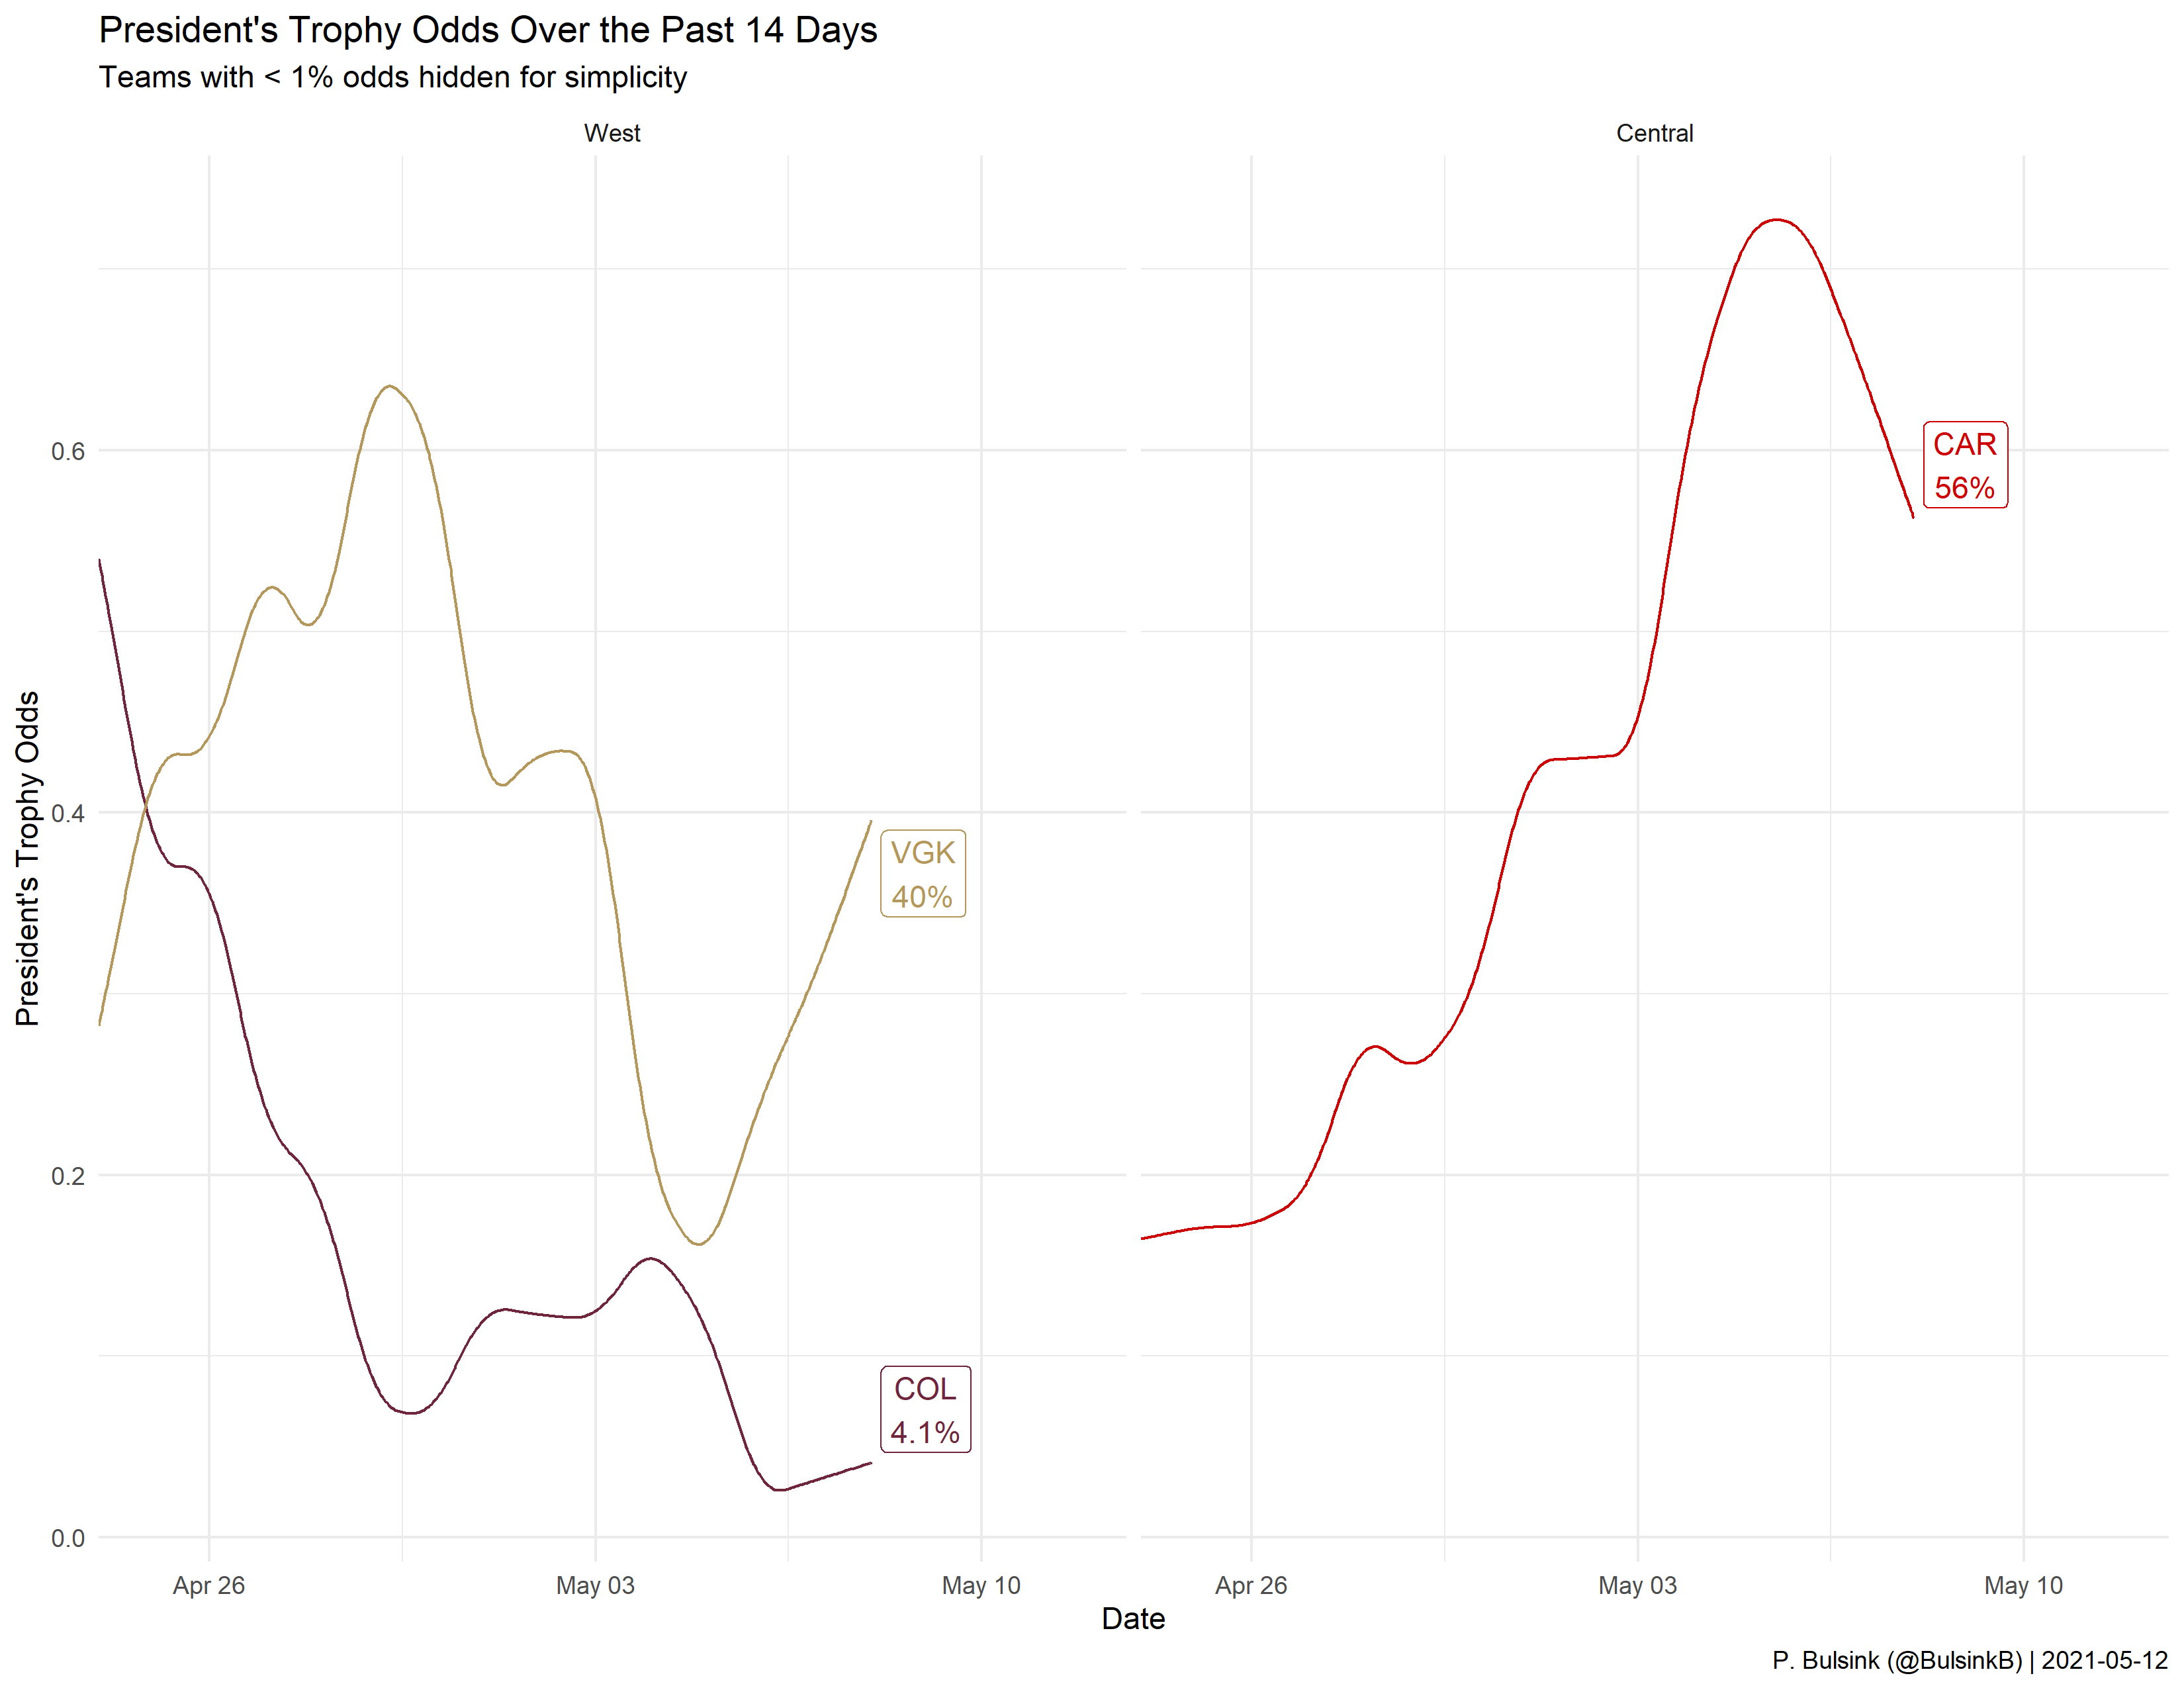 President's Trophy Odds Over the Past 14 Days
Teams with < 1% odds hidden for simplicity
West
Central
President's Trophy Odds
0.6
0.4
0.2
0.0
VGK
40%
COL
4.1%
CAR
56%
Apr 26
May 03
May 10
Apr 26
May 03
May 10
Date
P. Bulsink (@BulsinkB) | 2021-05-12